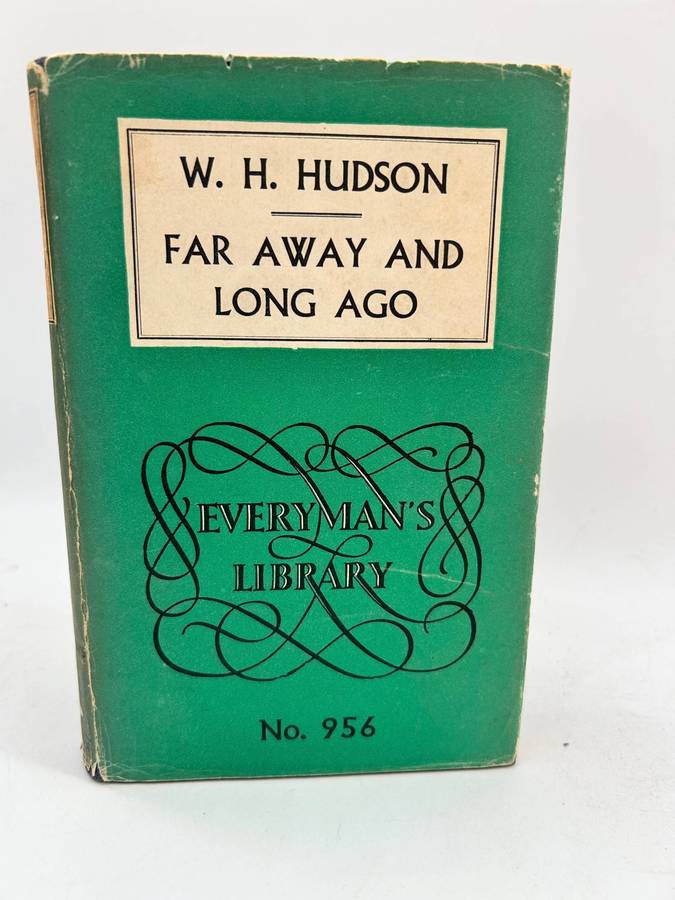 W. H. HUDSON
FAR AWAY AND
LONG AGO
EVERYMAN'S
LIBRARY
No. 956